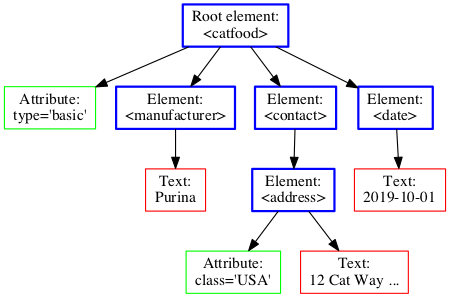 Root element:
<catfood>
Attribute:
type='basic'
Element:
<manufacturer>
Element:
<contact>
Element:
<date>
Text:
Purina
Element:
<address>
Text:
2019-10-01
Attribute:
class='USA'
Text:
12 Cat Way ...